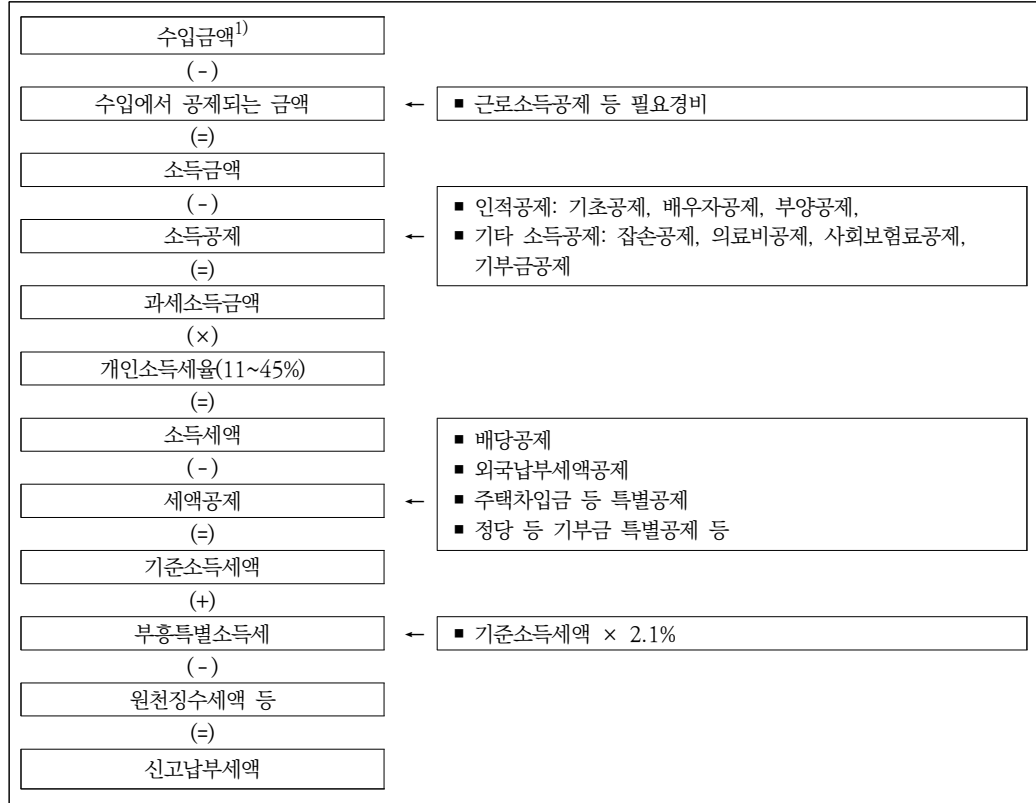 수입금액1)
(-)
수입에서 공제되는 금액 ← ▪ 근로소득공제 등 필요경비
(=)
소득금액
(-)
소득공제 ← ▪ 인적공제: 기초공제, 배우자공제, 부양공제,
▪ 기타 소득공제: 잡손공제, 의료비공제, 사회보험료공제,
기부금공제
(=)
과세소득금액
(×)
개인소득세율(11~45%)
(=)
소득세액
(-)
세액공제 ← ▪ 배당공제
▪ 외국납부세액공제
▪ 주택차입금 등 특별공제
▪ 정당 등 기부금 특별공제 등
(=)
기준소득세액
(+)
부흥특별소득세 ← ▪ 기준소득세액 × 2.1%
(-)
원천징수세액 등
(=)
신고납부세액